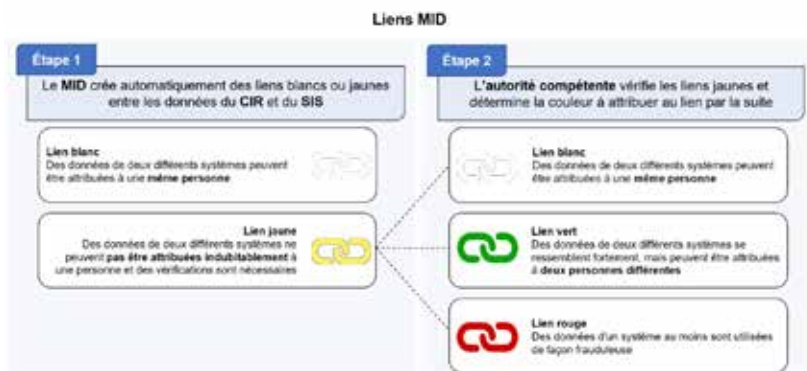 Liens MID
Étape 1
Le MID crée automatiquement des liens blancs ou jaunes
entre les données du CIR et du SIS
Lien blanc
Des données de deux différents systèmes peuvent
être attribuées à une même personne
Lien jaune
Des données de deux différents systèmes ne
peuvent pas être attribuées indubitablement à
une personne et des vérifications sont nécessaires
Étape 2
L'autorité compétente vérifie les liens jaunes et
détermine la couleur à attribuer au lien par la suite
Lien blanc
Des données de deux différents systèmes peuvent
être attribuées à une même personne
Lien vert
Des données de deux différents systèmes se
ressemblent fortement, mais peuvent être attribuées
à deux personnes différentes
Lien rouge
Des données d'un système au moins sont utilisées
de façon frauduleuse